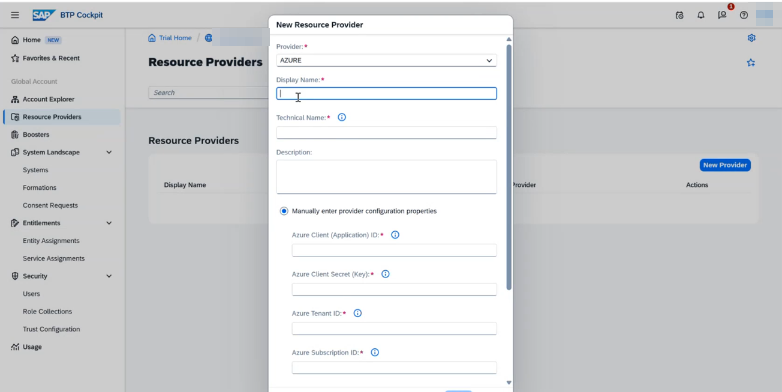 SAP BTP Cockpit
1
Home NEW
Favorites & Recent
Global Account
Account Explorer
Resource Providers
Boosters
System Landscape
Systems
Formations
Consent Requests
Entitlements
Entity Assignments
Service Assignments
Security
Users
Role Collections
Trust Configuration
Usage
Trial Home /
Resource Providers
Search
Resource Providers
New Provider
Display Name
Provider
Actions
New Resource Provider
Provider:*
AZURE
Display Name:*
Technical Name:*
Description:
Manually enter provider configuration properties
Azure Client (Application) ID:*
Azure Client Secret (Key):*
Azure Tenant ID:*
Azure Subscription ID:*